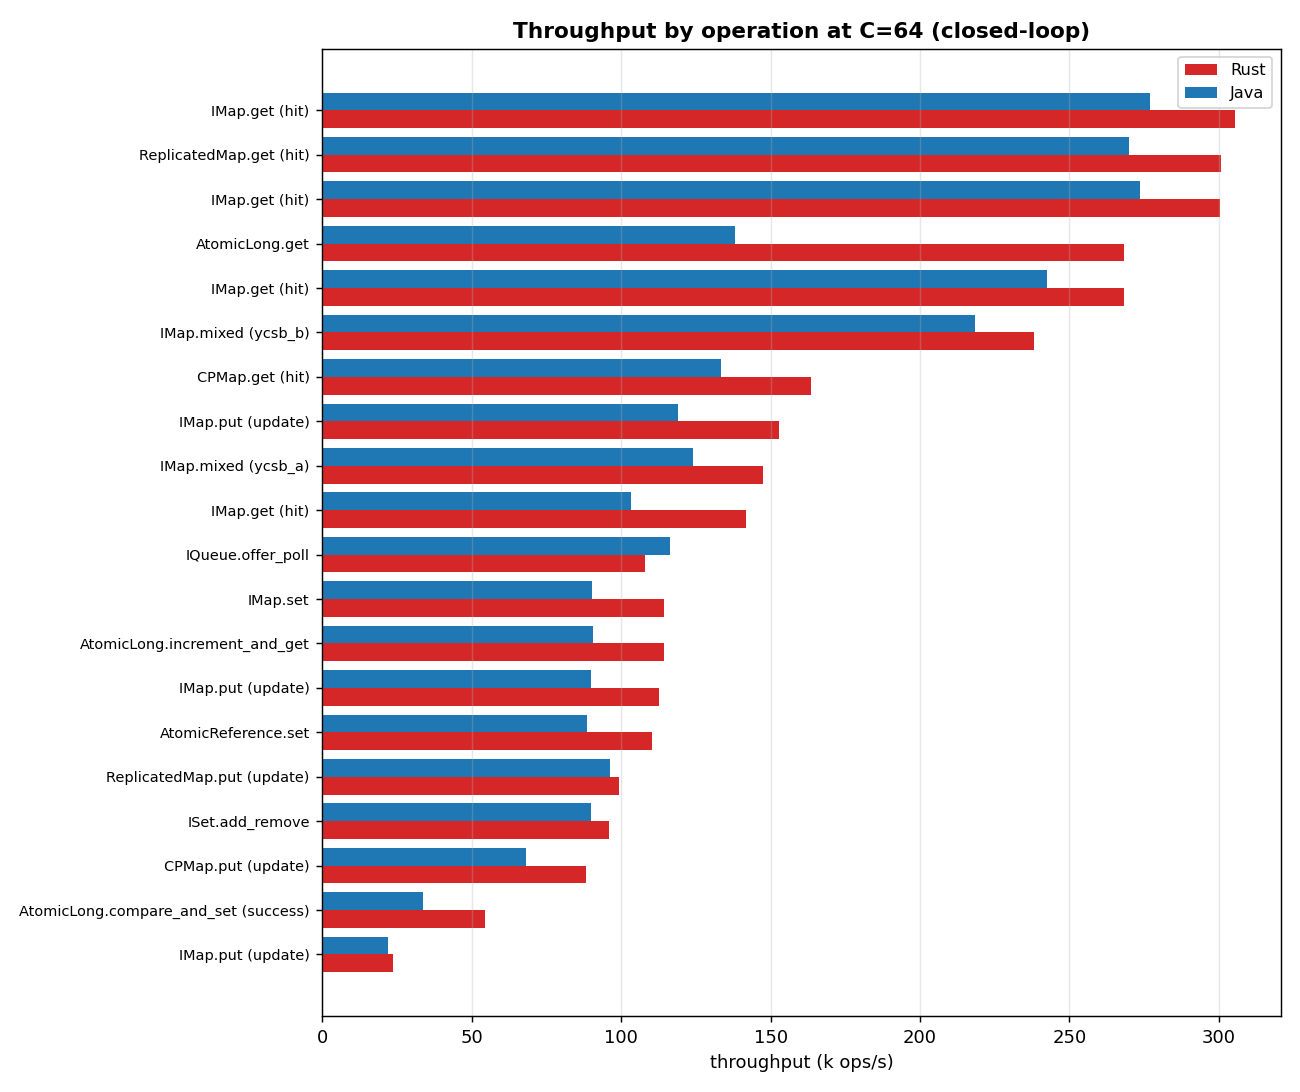 Throughput by operation at C=64 (closed-loop)
Rust
Java
IMap.get (hit)
ReplicatedMap.get (hit)
IMap.get (hit)
AtomicLong.get
IMap.get (hit)
IMap.mixed (ycsb_b)
CPMap.get (hit)
IMap.put (update)
IMap.mixed (ycsb_a)
IMap.get (hit)
IQueue.offer_poll
IMap.set
AtomicLong.increment_and_get
IMap.put (update)
AtomicReference.set
ReplicatedMap.put (update)
ISet.add_remove
CPMap.put (update)
AtomicLong.compare_and_set (success)
IMap.put (update)
0 50 100 150 200 250 300
throughput (k ops/s)